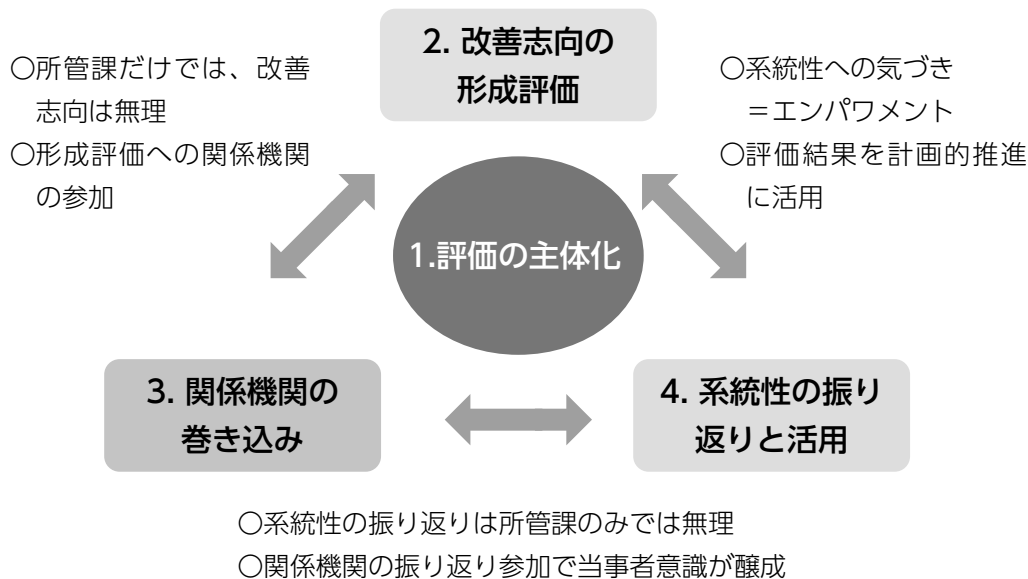 2. 改善志向の
形成評価
○所管課だけでは、改善
志向は無理
○形成評価への関係機関
の参加
○系統性への気づき
＝エンパワメント
○評価結果を計画的推進
に活用
1.評価の主体化
3. 関係機関の
巻き込み
4. 系統性の振り
返りと活用
○系統性の振り返りは所管課のみでは無理
○関係機関の振り返り参加で当事者意識が醸成